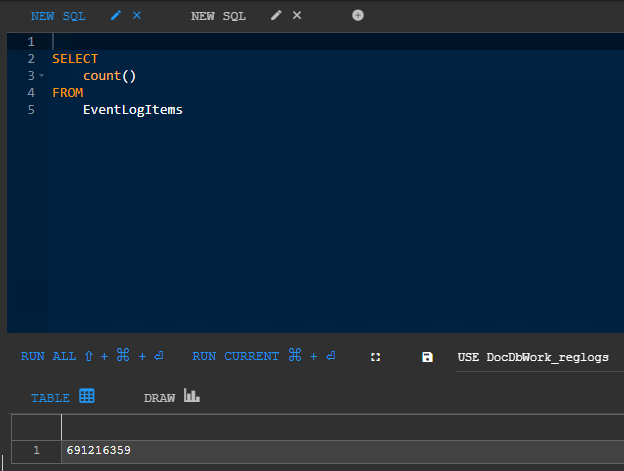 NEW SQL NEW SQL
1
2 SELECT
3 count()
4 FROM
5 EventLogItems
RUN ALL ⇧ + ⌘ + ⏎ RUN CURRENT ⌘ + ⏎ USE DocDbWork_reglogs
TABLE DRAW
1 691216359